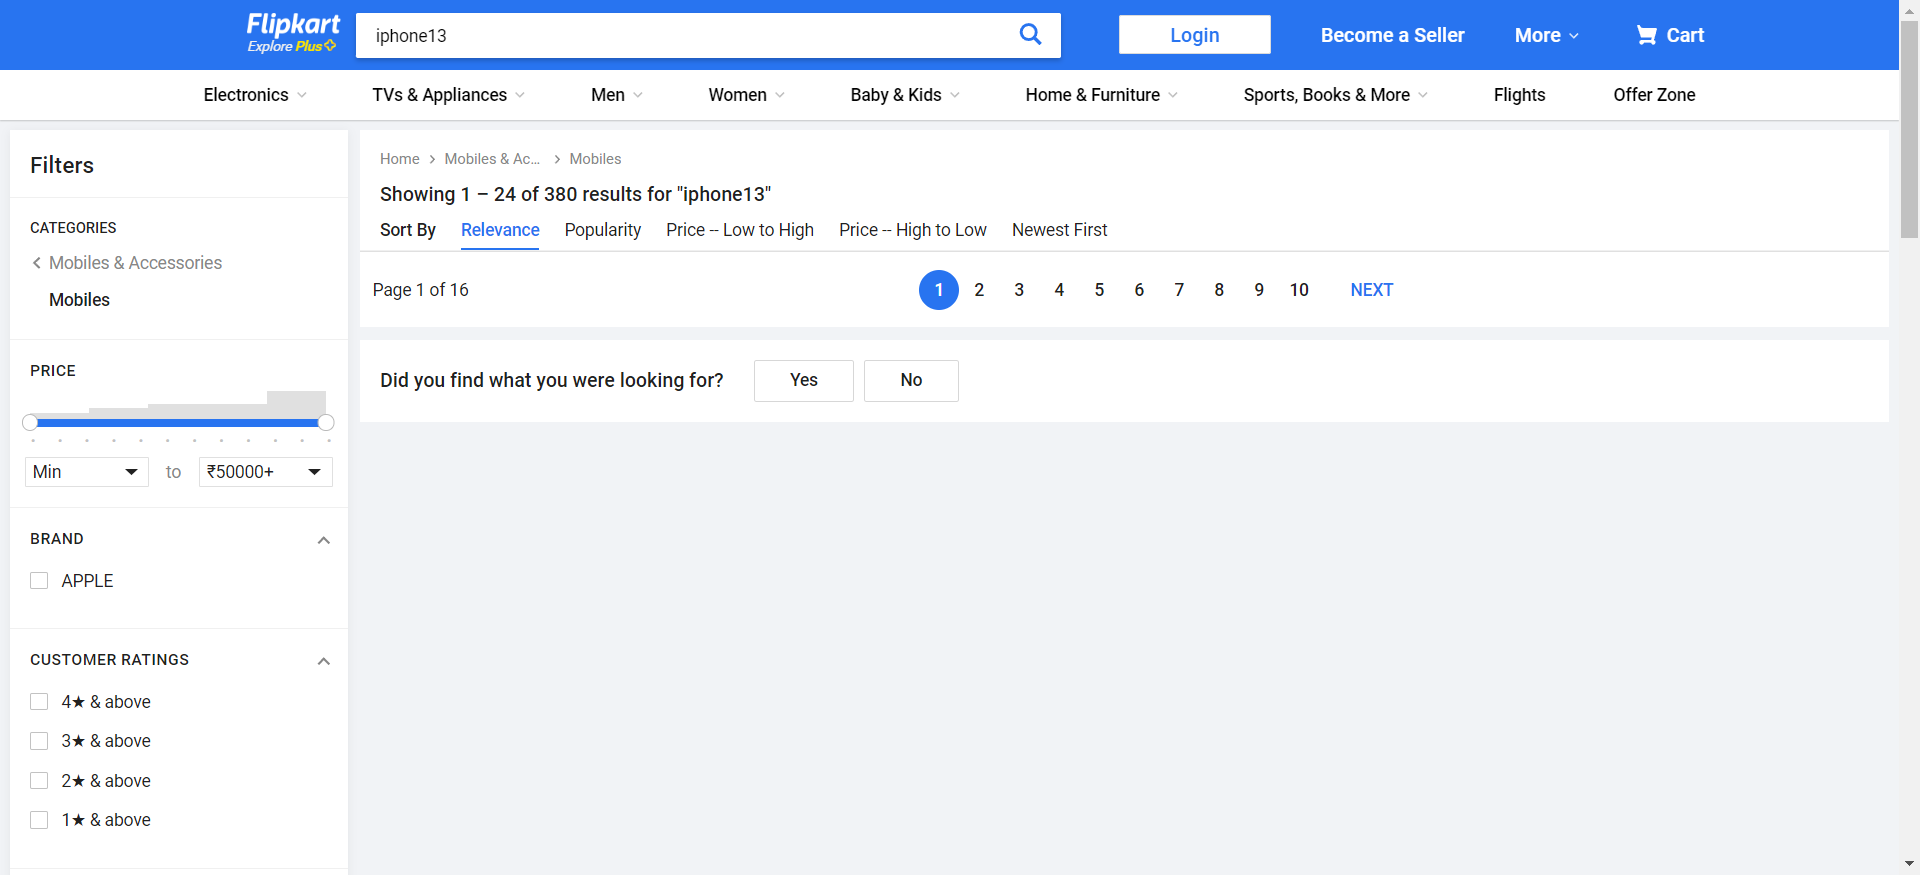 Flipkart
Explore Plus
iphone13
Login
Become a Seller
More
Cart
Electronics
TVs & Appliances
Men
Women
Baby & Kids
Home & Furniture
Sports, Books & More
Flights
Offer Zone
Filters
CATEGORIES
Mobiles & Accessories
Mobiles
PRICE
Min
to
₹50000+
BRAND
APPLE
CUSTOMER RATINGS
4★ & above
3★ & above
2★ & above
1★ & above
Home
Mobiles & Ac...
Mobiles
Showing 1 – 24 of 380 results for "iphone13"
Sort By Relevance Popularity Price -- Low to High Price -- High to Low Newest First
Page 1 of 16
1 2 3 4 5 6 7 8 9 10 NEXT
Did you find what you were looking for? Yes No